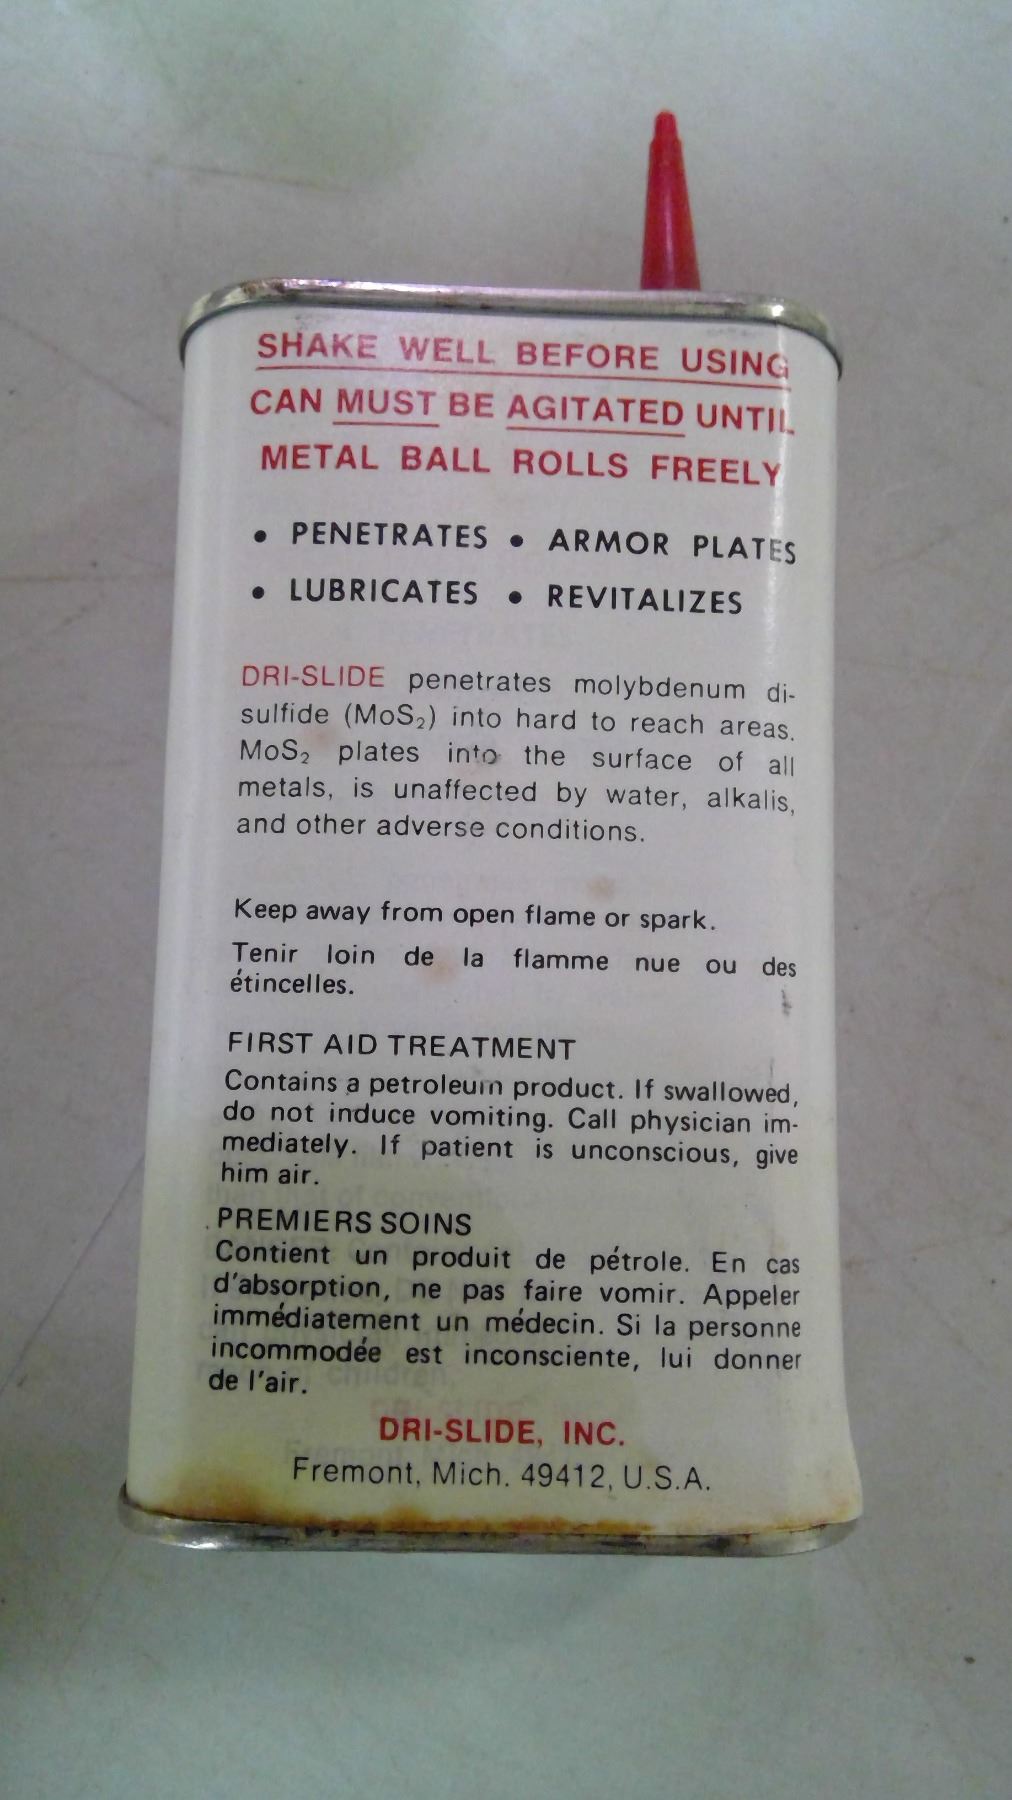 SHAKE WELL BEFORE USING
CAN MUST BE AGITATED UNTIL
METAL BALL ROLLS FREELY
• PENETRATES • ARMOR PLATES
• LUBRICATES • REVITALIZES
DRI-SLIDE penetrates molybdenum di-
sulfide (MoS₂) into hard to reach areas.
MoS₂ plates into the surface of all
metals, is unaffected by water, alkalis,
and other adverse conditions.
Keep away from open flame or spark.
Tenir loin de la flamme nue ou des
étincelles.
FIRST AID TREATMENT
Contains a petroleum product. If swallowed,
do not induce vomiting. Call physician im-
mediately. If patient is unconscious, give
him air.
PREMIERS SOINS
Contient un produit de pétrole. En cas
d'absorption, ne pas faire vomir. Appeler
immédiatement un médecin. Si la personne
incommodée est inconsciente, lui donner
de l'air.
DRI-SLIDE, INC.
Fremont, Mich. 49412, U.S.A.